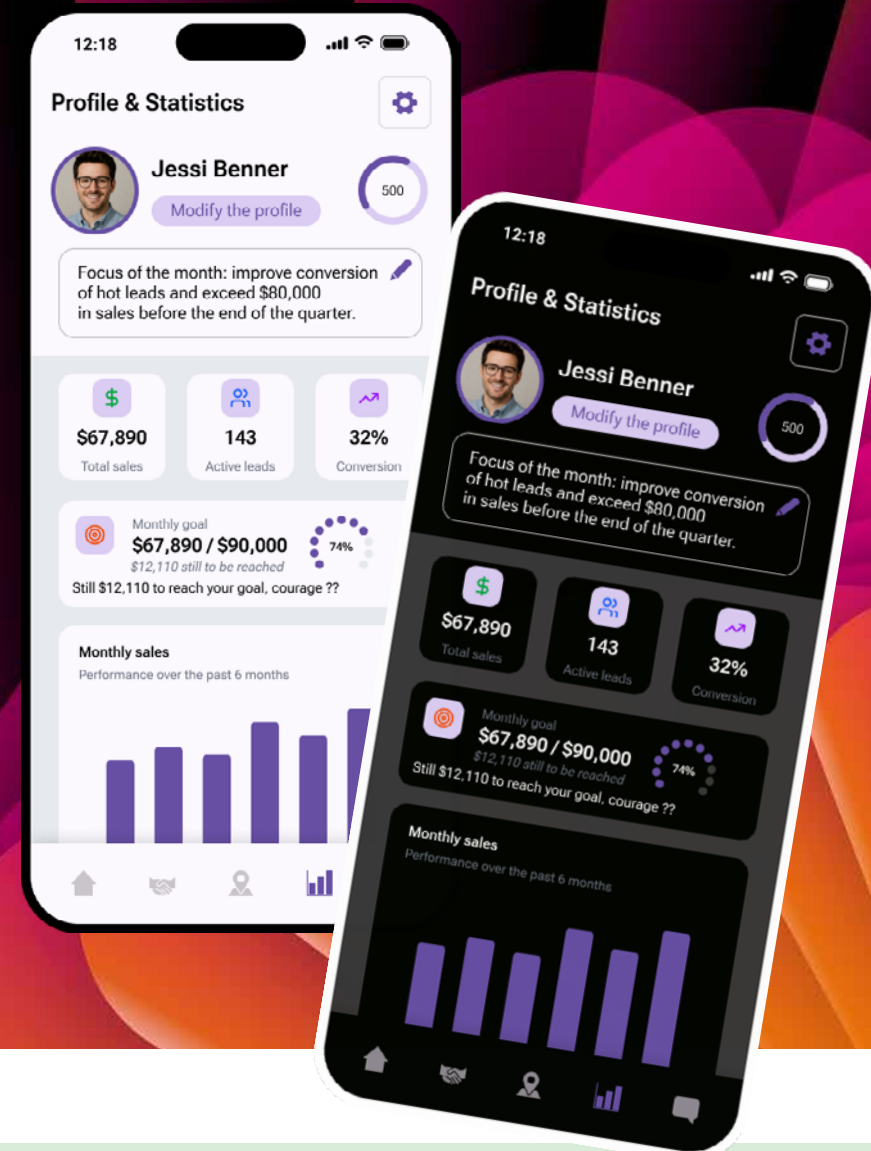 12:18
Profile & Statistics
Jessi Benner
Modify the profile
500
Focus of the month: improve conversion
of hot leads and exceed $80,000
in sales before the end of the quarter.
$67,890
Total sales
143
Active leads
32%
Conversion
Monthly goal
$67,890 / $90,000
$12,110 still to be reached
74%
Still $12,110 to reach your goal, courage ??
Monthly sales
Performance over the past 6 months
12:18
Profile & Statistics
Jessi Benner
Modify the profile
500
Focus of the month: improve conversion
of hot leads and exceed $80,000
in sales before the end of the quarter.
$67,890
Total sales
143
Active leads
32%
Conversion
Monthly goal
$67,890 / $90,000
$12,110 still to be reached
74%
Still $12,110 to reach your goal, courage ??
Monthly sales
Performance over the past 6 months